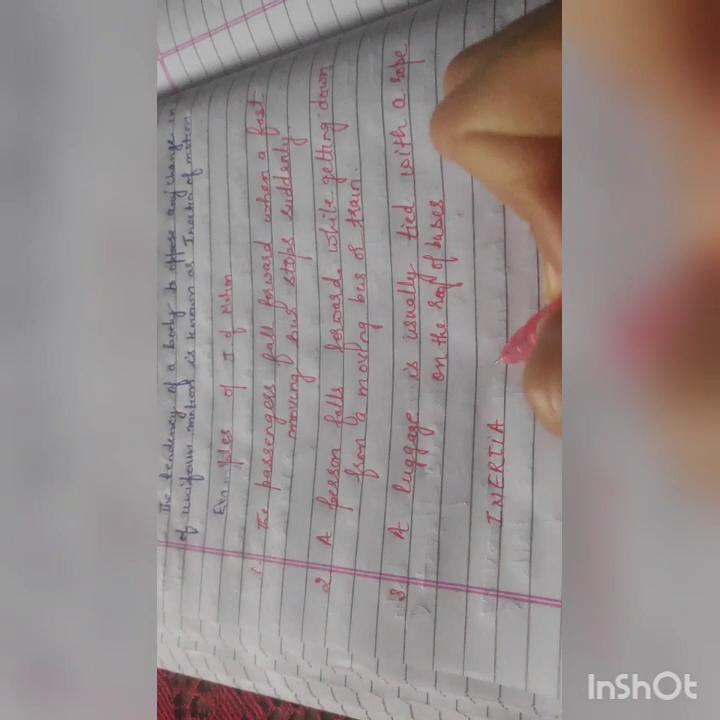 The tendency of a body to oppose any change in
of uniform motion is known as Inertia of motion
Examples of I of Motion
1. The passengers fall forward when a fast
moving bus stops suddenly.
2. A person falls forward while getting down
from a moving bus or train.
3. A luggage is usually tied with a rope
on the roof of buses
INERTIA
InShOt